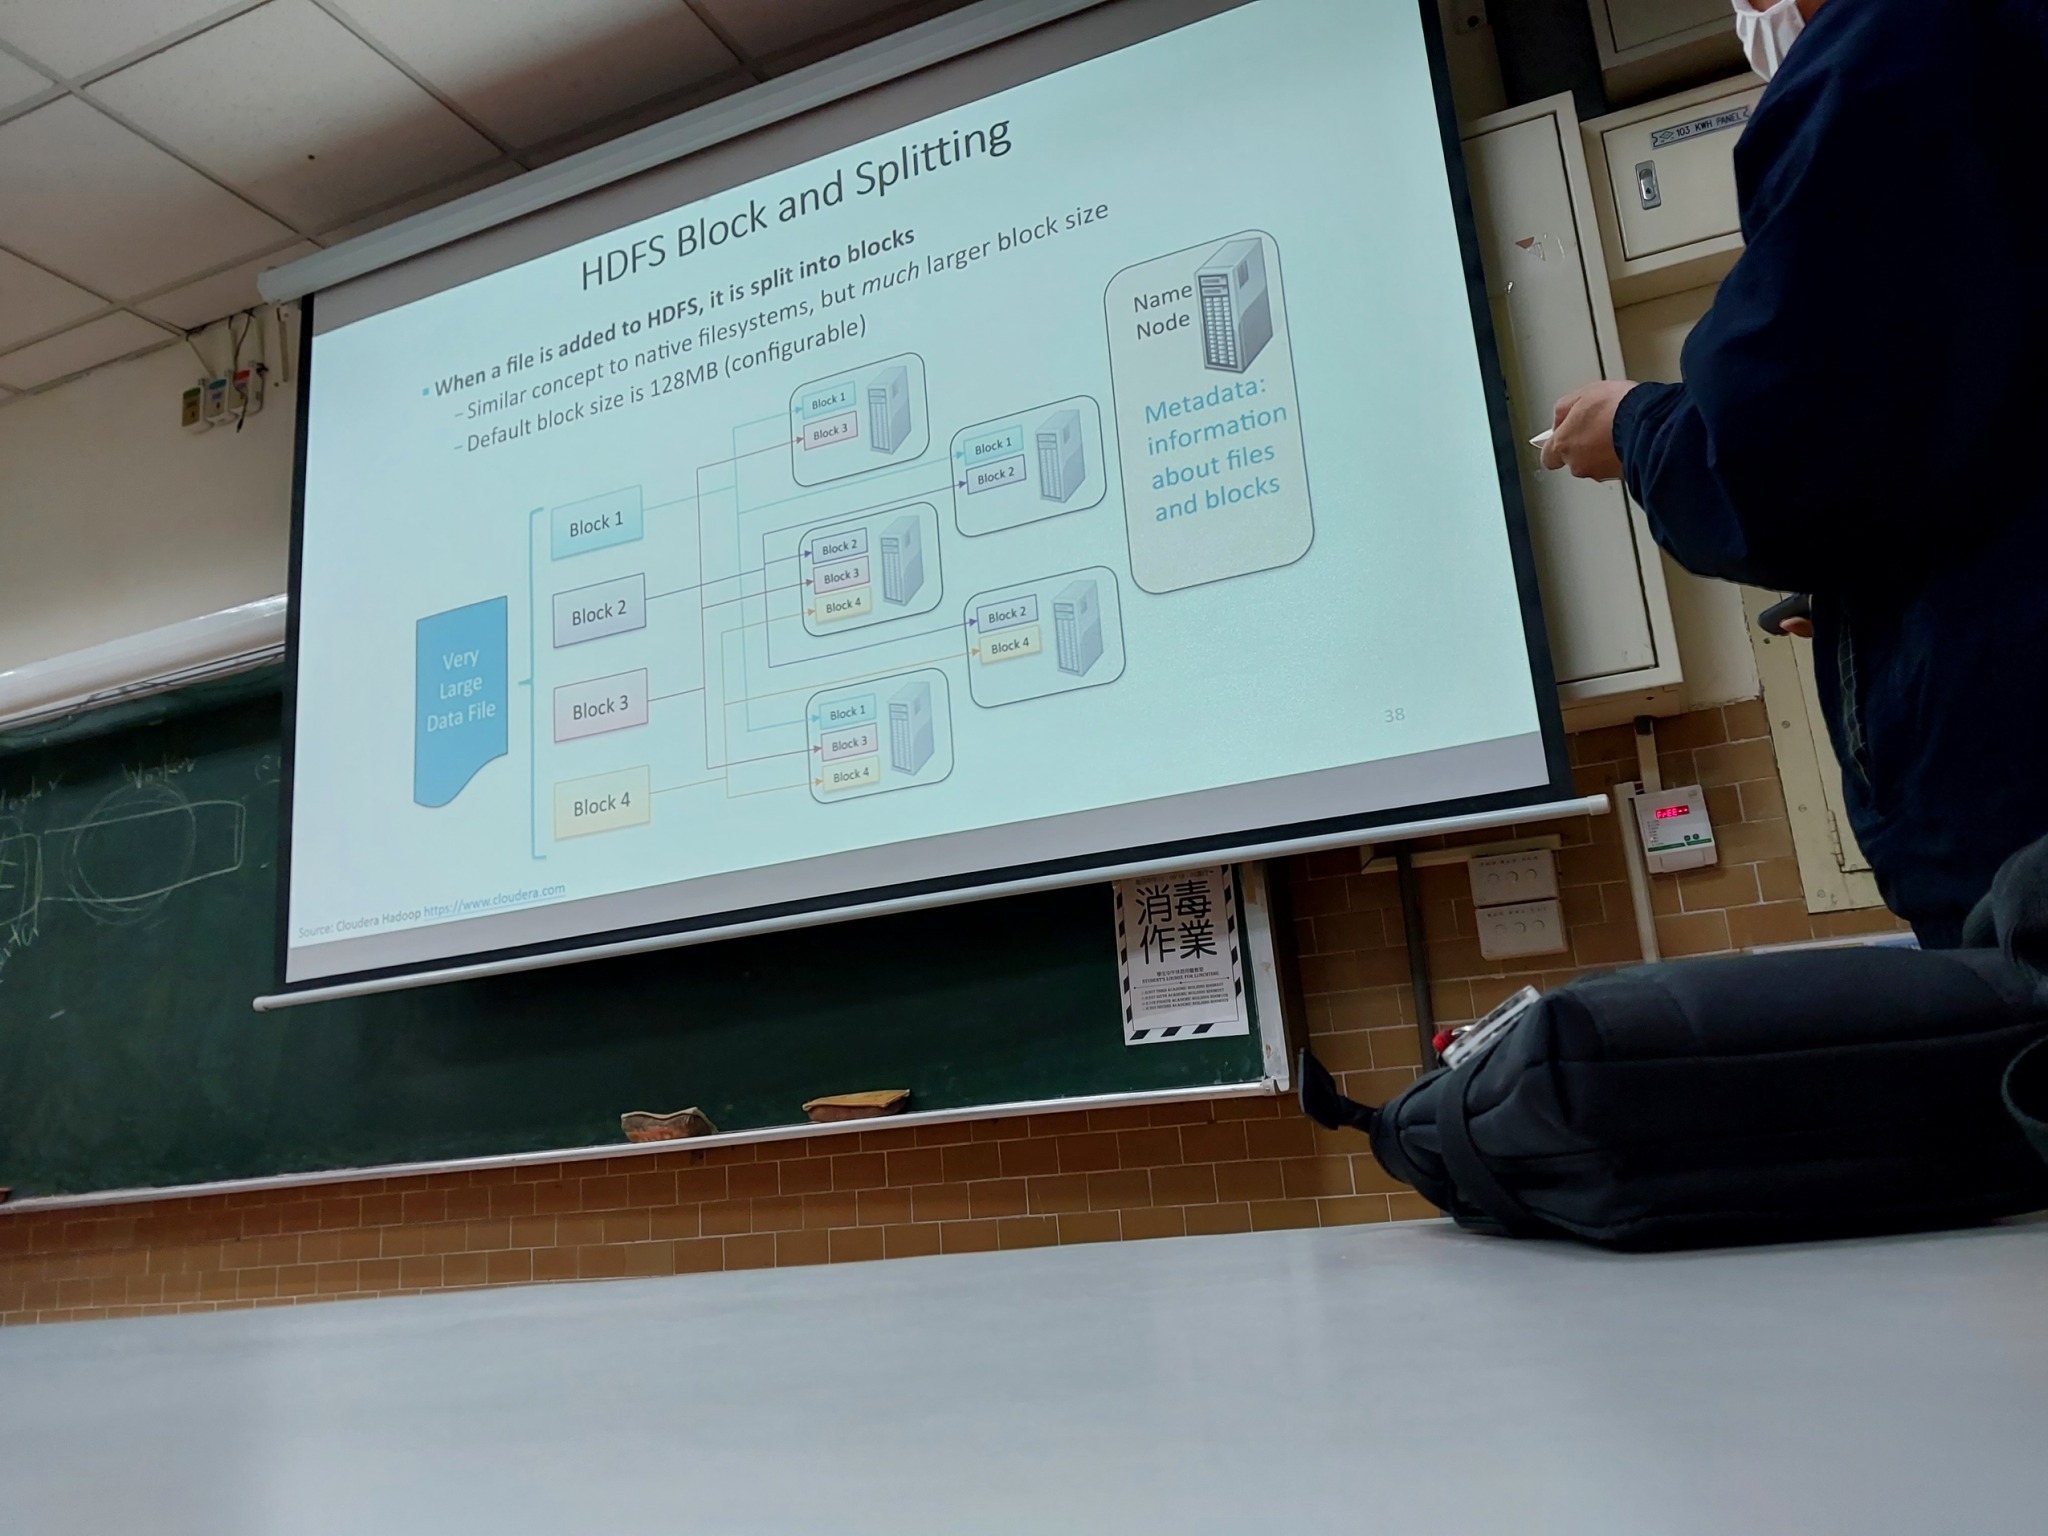 HDFS Block and Splitting
▪ When a file is added to HDFS, it is split into blocks
– Similar concept to native filesystems, but much larger block size
– Default block size is 128MB (configurable)
Very
Large
Data File
Block 1
Block 2
Block 3
Block 4
Block 1
Block 3
Block 1
Block 2
Block 2
Block 3
Block 4
Block 2
Block 4
Block 1
Block 3
Block 4
Name
Node
Metadata:
information
about files
and blocks
38
Source: Cloudera Hadoop https://www.cloudera.com
103 KWH PANEL
Worker
消毒
作業
STUDENT'S LOUNGE FOR LUNCHTIME